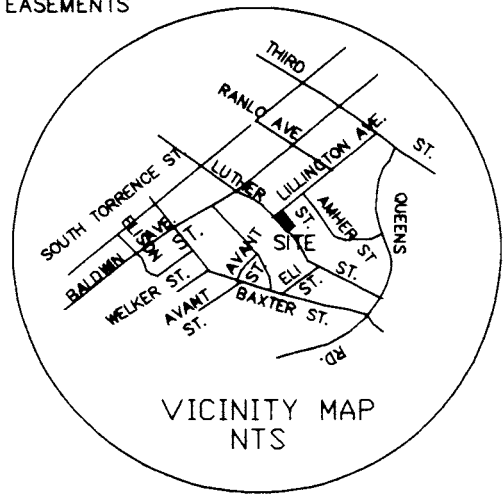 EASEMENTS
THIRD
RANLO AVE
LILLINGTON AVE.
ST.
SOUTH TORRENCE ST.
LUTHER
ST.
AMHER ST
QUEENS
SITE
BALDWIN AVE.
ST.
AVANT
ST.
ELI
ST.
ST.
WELKER ST.
AVANT
ST.
BAXTER ST.
RD.
VICINITY MAP
NTS